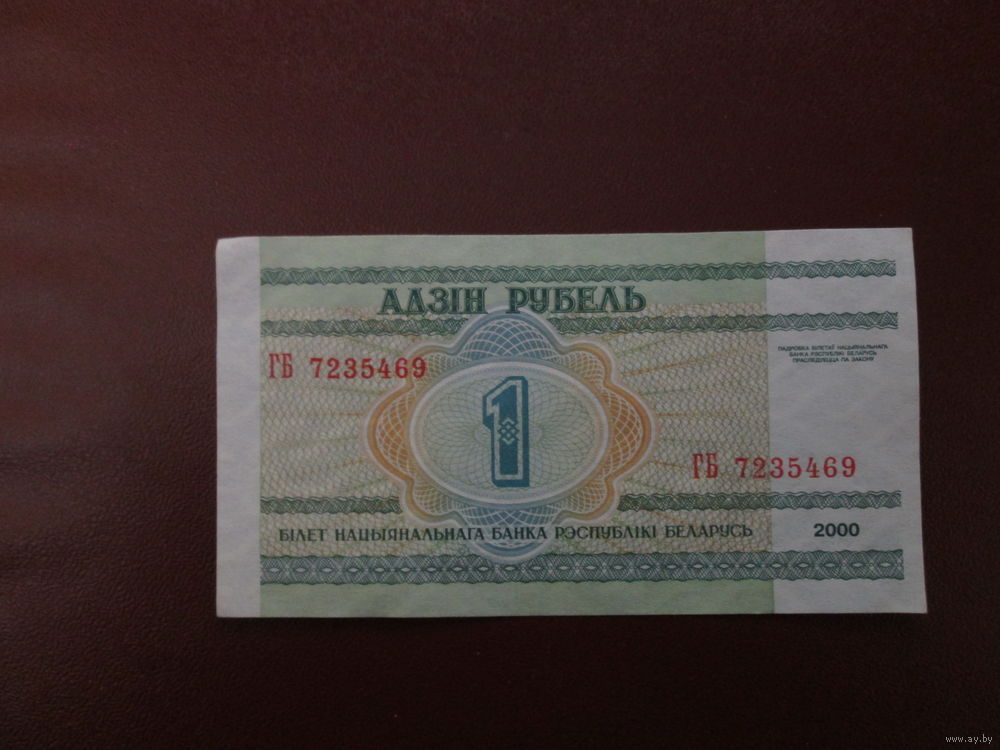 АДЗІН РУБЕЛЬ
ПАДРОБКА БІЛЕТАЎ НАЦЫЯНАЛЬНАГА
БАНКА РЭСПУБЛІКІ БЕЛАРУСЬ
ПРАСЛЕДУЕЦЦА ПА ЗАКОНУ
ГБ 7235469
1
ГБ 7235469
БІЛЕТ НАЦЫЯНАЛЬНАГА БАНКА РЭСПУБЛІКІ БЕЛАРУСЬ 2000
www.ay.by